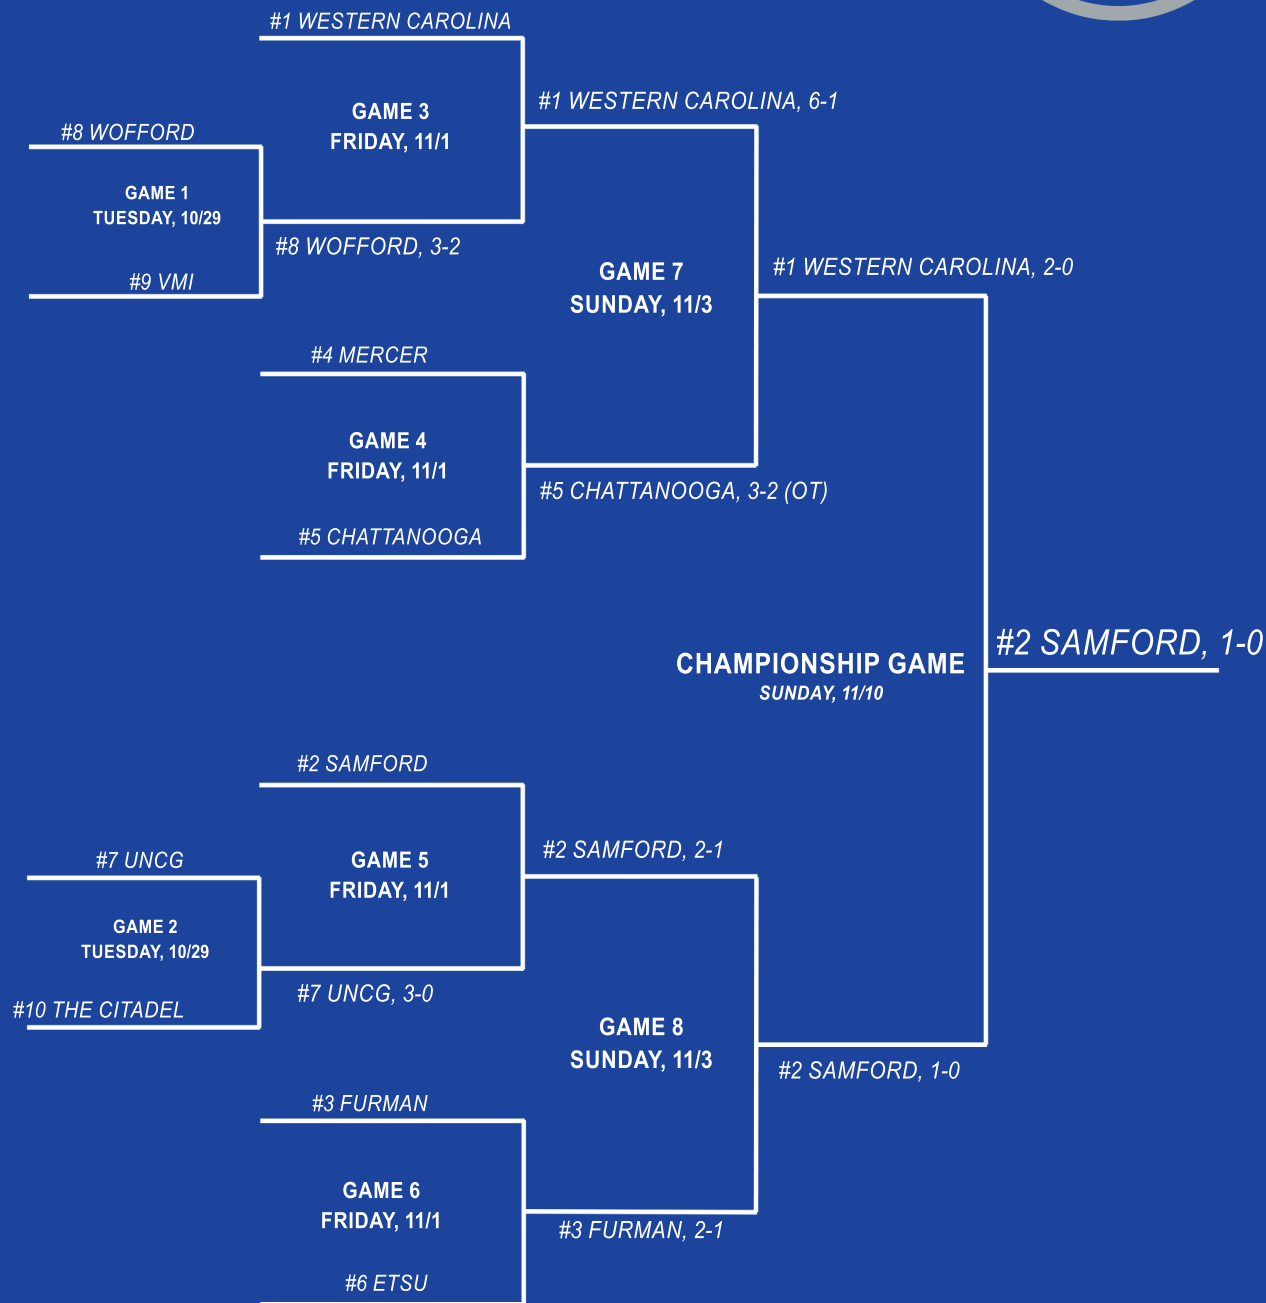 #1 WESTERN CAROLINA
GAME 3
FRIDAY, 11/1
#1 WESTERN CAROLINA, 6-1
#8 WOFFORD
GAME 1
TUESDAY, 10/29
#9 VMI
#8 WOFFORD, 3-2
GAME 7
SUNDAY, 11/3
#1 WESTERN CAROLINA, 2-0
#4 MERCER
GAME 4
FRIDAY, 11/1
#5 CHATTANOOGA
#5 CHATTANOOGA, 3-2 (OT)
CHAMPIONSHIP GAME
SUNDAY, 11/10
#2 SAMFORD, 1-0
#2 SAMFORD
GAME 5
FRIDAY, 11/1
#2 SAMFORD, 2-1
#7 UNCG
GAME 2
TUESDAY, 10/29
#10 THE CITADEL
#7 UNCG, 3-0
GAME 8
SUNDAY, 11/3
#2 SAMFORD, 1-0
#3 FURMAN
GAME 6
FRIDAY, 11/1
#3 FURMAN, 2-1
#6 ETSU